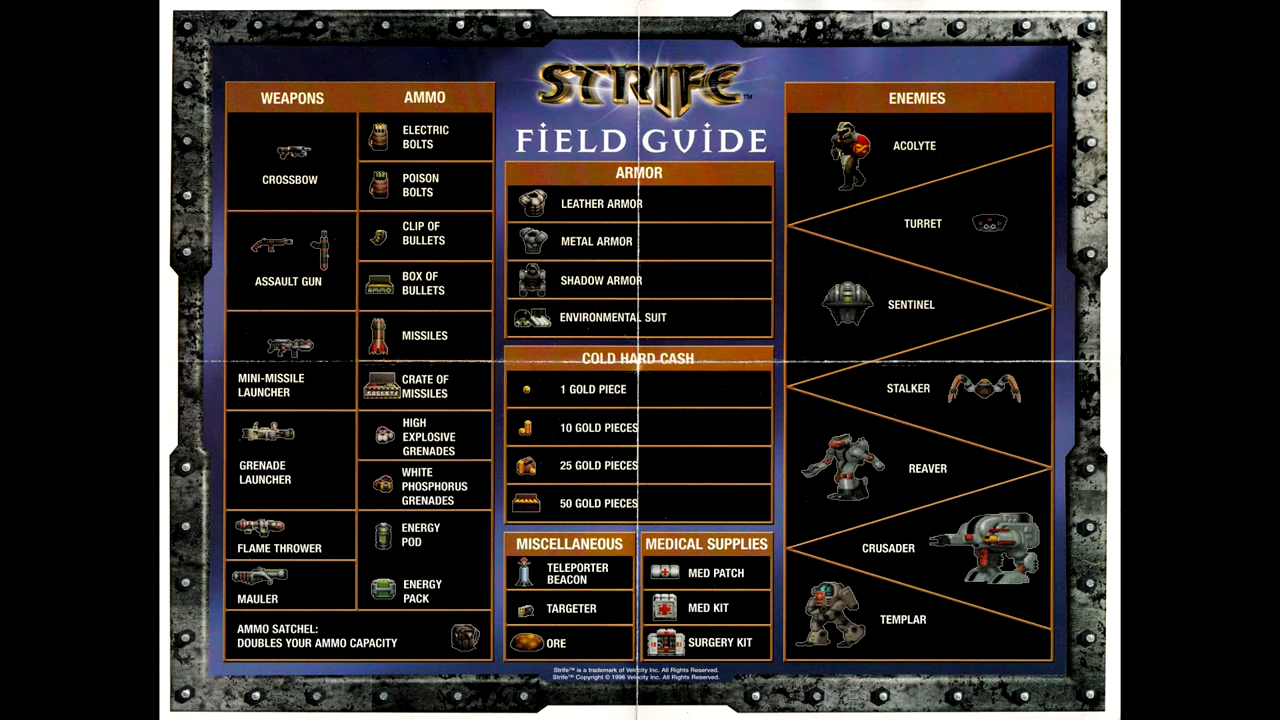 STRIFE™
FiELD GUiDE
WEAPONS
AMMO
CROSSBOW
ELECTRIC
BOLTS
POISON
BOLTS
ASSAULT GUN
CLIP OF
BULLETS
AMMO
BOX OF
BULLETS
MINI-MISSILE
LAUNCHER
MISSILES
ROCKETS
CRATE OF
MISSILES
GRENADE
LAUNCHER
HIGH
EXPLOSIVE
GRENADES
WHITE
PHOSPHORUS
GRENADES
FLAME THROWER
MAULER
ENERGY
POD
ENERGY
PACK
AMMO SATCHEL:
DOUBLES YOUR AMMO CAPACITY
ARMOR
LEATHER ARMOR
METAL ARMOR
SHADOW ARMOR
ENVIRONMENTAL SUIT
COLD HARD CASH
1 GOLD PIECE
10 GOLD PIECES
25 GOLD PIECES
50 GOLD PIECES
MISCELLANEOUS
TELEPORTER
BEACON
TARGETER
ORE
MEDICAL SUPPLIES
MED PATCH
MED KIT
SURGERY KIT
ENEMIES
ACOLYTE
TURRET
SENTINEL
STALKER
REAVER
CRUSADER
TEMPLAR
Strife™ is a trademark of Velocity Inc. All Rights Reserved.
Strife™ Copyright © 1996 Velocity Inc. All Rights Reserved.